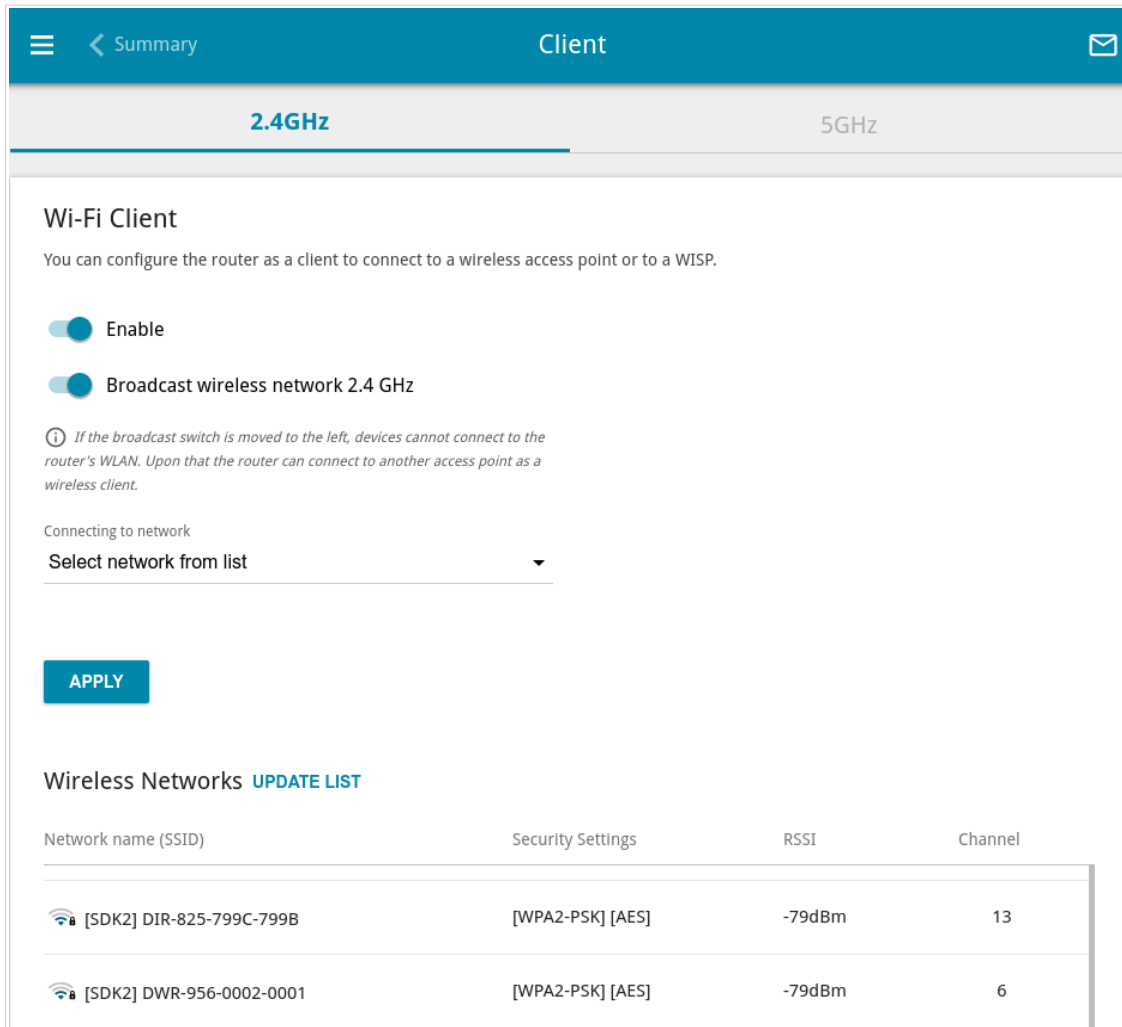 Summary
Client
2.4GHz
5GHz
Wi-Fi Client
You can configure the router as a client to connect to a wireless access point or to a WISP.
Enable
Broadcast wireless network 2.4 GHz
If the broadcast switch is moved to the left, devices cannot connect to the
router's WLAN. Upon that the router can connect to another access point as a
wireless client.
Connecting to network
Select network from list
APPLY
Wireless Networks UPDATE LIST
Network name (SSID) Security Settings RSSI Channel
[SDK2] DIR-825-799C-799B [WPA2-PSK] [AES] -79dBm 13
[SDK2] DWR-956-0002-0001 [WPA2-PSK] [AES] -79dBm 6